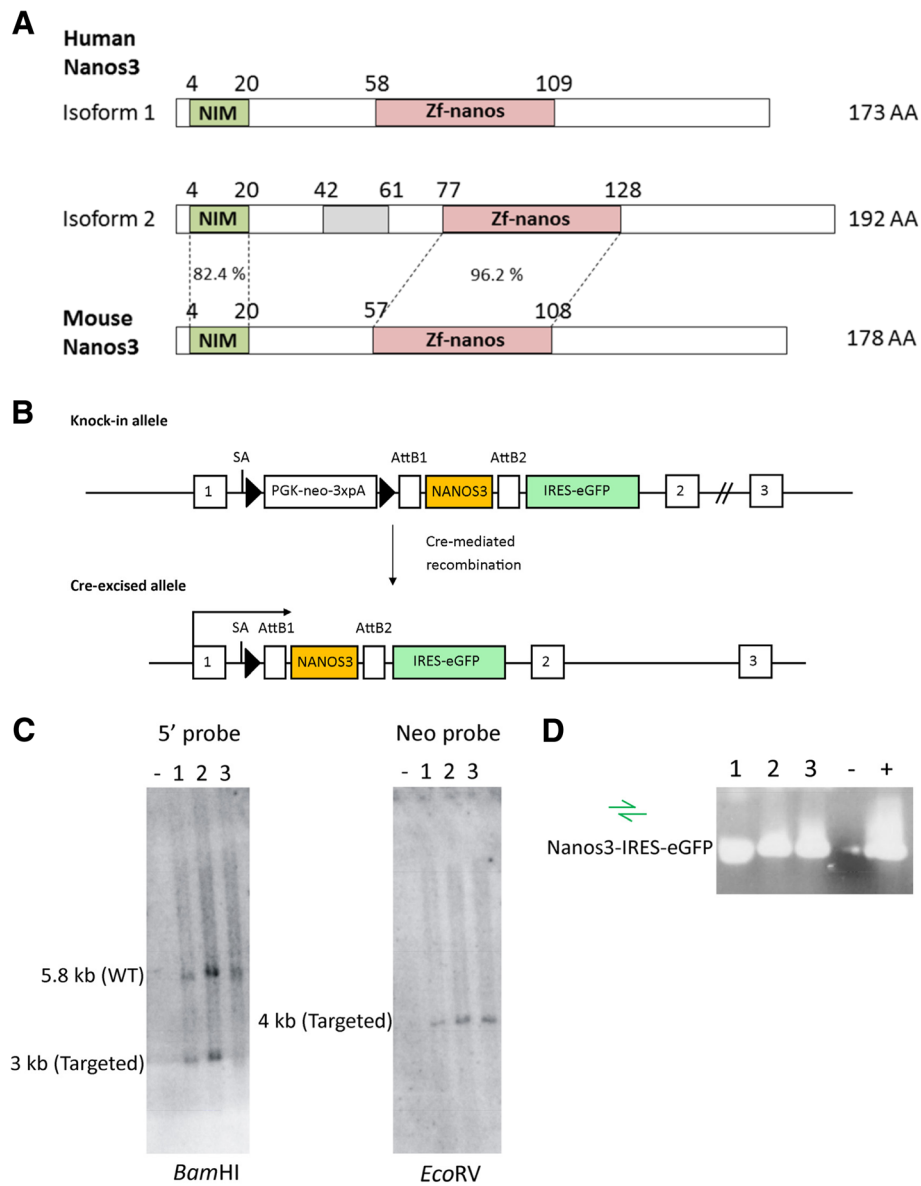 A
Human
Nanos3
4 20 58 109
Isoform 1 NIM Zf-nanos 173 AA
4 20 42 61 77 128
Isoform 2 NIM Zf-nanos 192 AA
82.4 % 96.2 %
Mouse
Nanos3
4 20 57 108
NIM Zf-nanos 178 AA
B
Knock-in allele
SA AttB1 AttB2
1 PGK-neo-3xpA NANOS3 IRES-eGFP 2 // 3
Cre-mediated
recombination
Cre-excised allele
SA AttB1 AttB2
1 NANOS3 IRES-eGFP 2 3
C
5’ probe
- 1 2 3
5.8 kb (WT)
3 kb (Targeted)
BamHI
Neo probe
- 1 2 3
4 kb (Targeted)
EcoRV
D
1 2 3 - +
Nanos3-IRES-eGFP